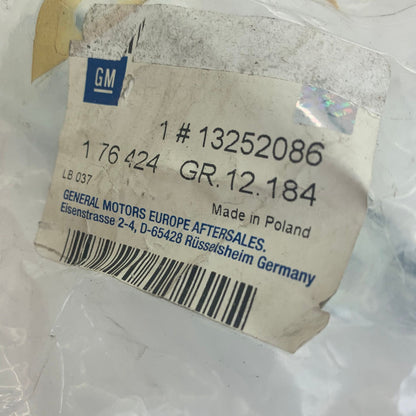 GM
1 # 13252086
1 76 424 GR.12.184
LB 037
Made in Poland
GENERAL MOTORS EUROPE AFTERSALES.
Eisenstrasse 2-4, D-65428 Rüsselsheim Germany